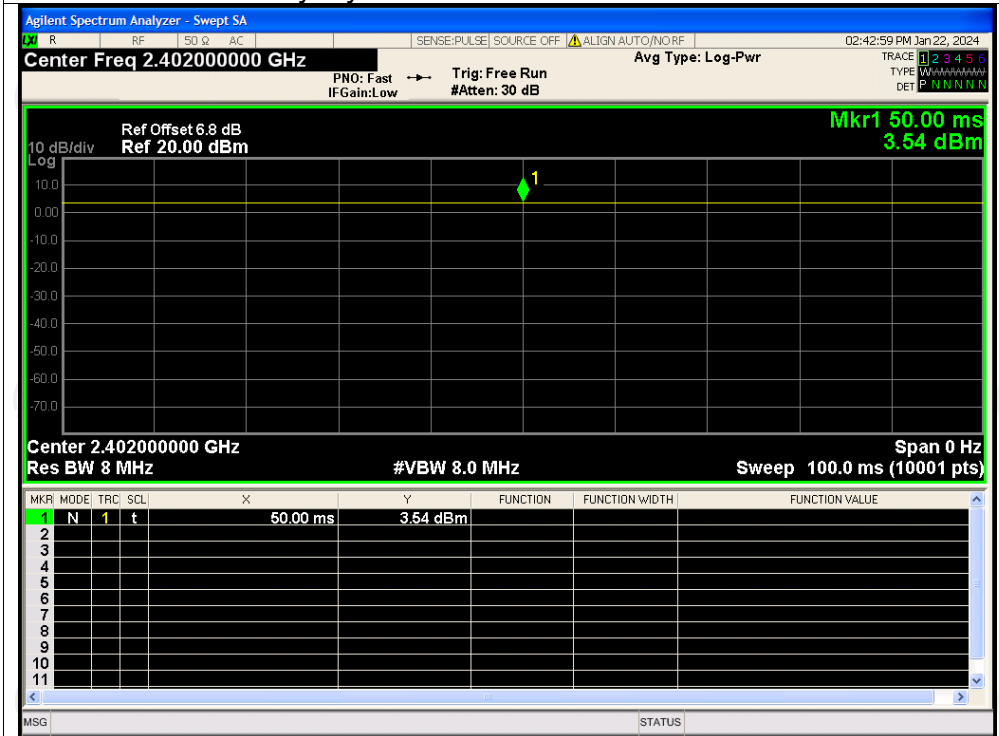 Agilent Spectrum Analyzer - Swept SA
LXI R RF 50 Ω AC SENSE:PULSE SOURCE OFF ALIGN AUTO/NO RF 02:42:59 PM Jan 22, 2024
Center Freq 2.402000000 GHz Avg Type: Log-Pwr TRACE 1 2 3 4 5 6
PNO: Fast Trig: Free Run TYPE WWWWWW
IFGain:Low #Atten: 30 dB DET P N N N N N
Mkr1 50.00 ms
Ref Offset 6.8 dB
10 dB/div Ref 20.00 dBm 3.54 dBm
Log
1
10.0
0.00
-10.0
-20.0
-30.0
-40.0
-50.0
-60.0
-70.0
Center 2.402000000 GHz Span 0 Hz
Res BW 8 MHz #VBW 8.0 MHz Sweep 100.0 ms (10001 pts)
MKR MODE TRC SCL X Y FUNCTION FUNCTION WIDTH FUNCTION VALUE
1 N 1 t 50.00 ms 3.54 dBm
2
3
4
5
6
7
8
9
10
11
MSG STATUS